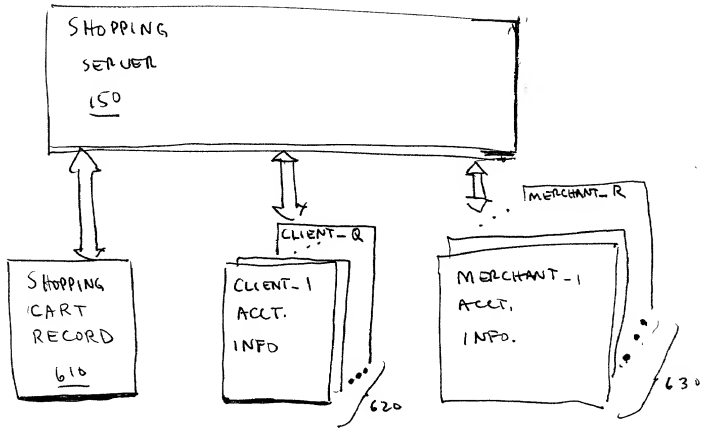 SHOPPING
SERVER
150
MERCHANT_R
CLIENT_Q
SHOPPING
CART
RECORD
610
CLIENT_1
ACCT.
INFO
MERCHANT_1
ACCT.
INFO.
620
630